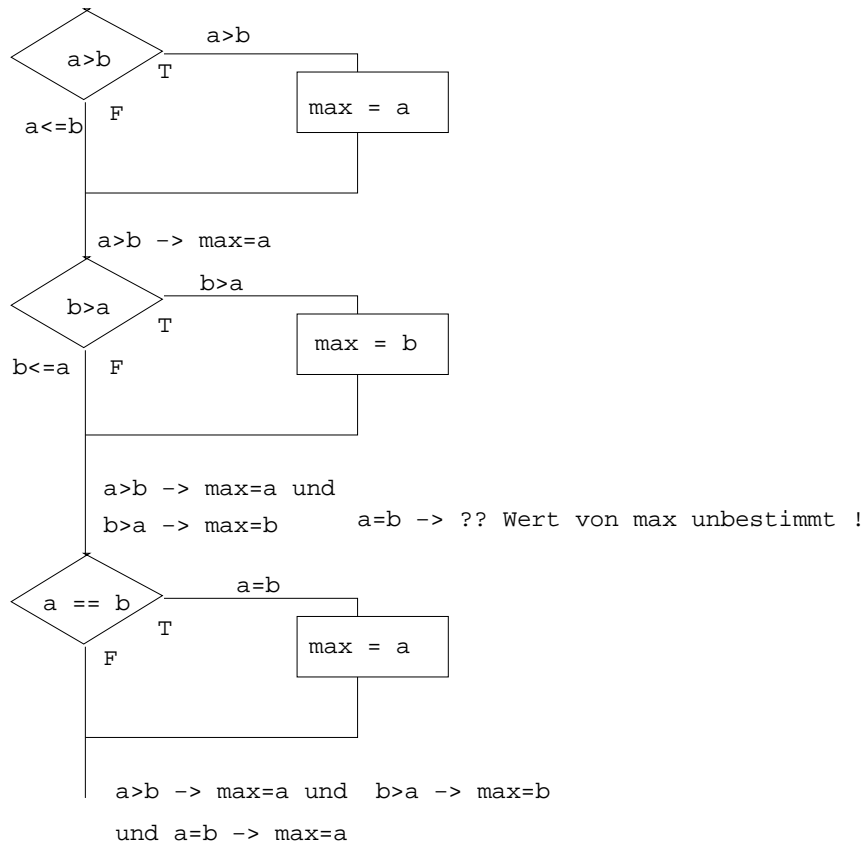 a>b
a>b
T
max = a
F
a<=b
a>b -> max=a
b>a
b>a
T
max = b
b<=a F
a>b -> max=a und
b>a -> max=b a=b -> ?? Wert von max unbestimmt !
a=b
a == b
T
max = a
F
a>b -> max=a und b>a -> max=b
und a=b -> max=a